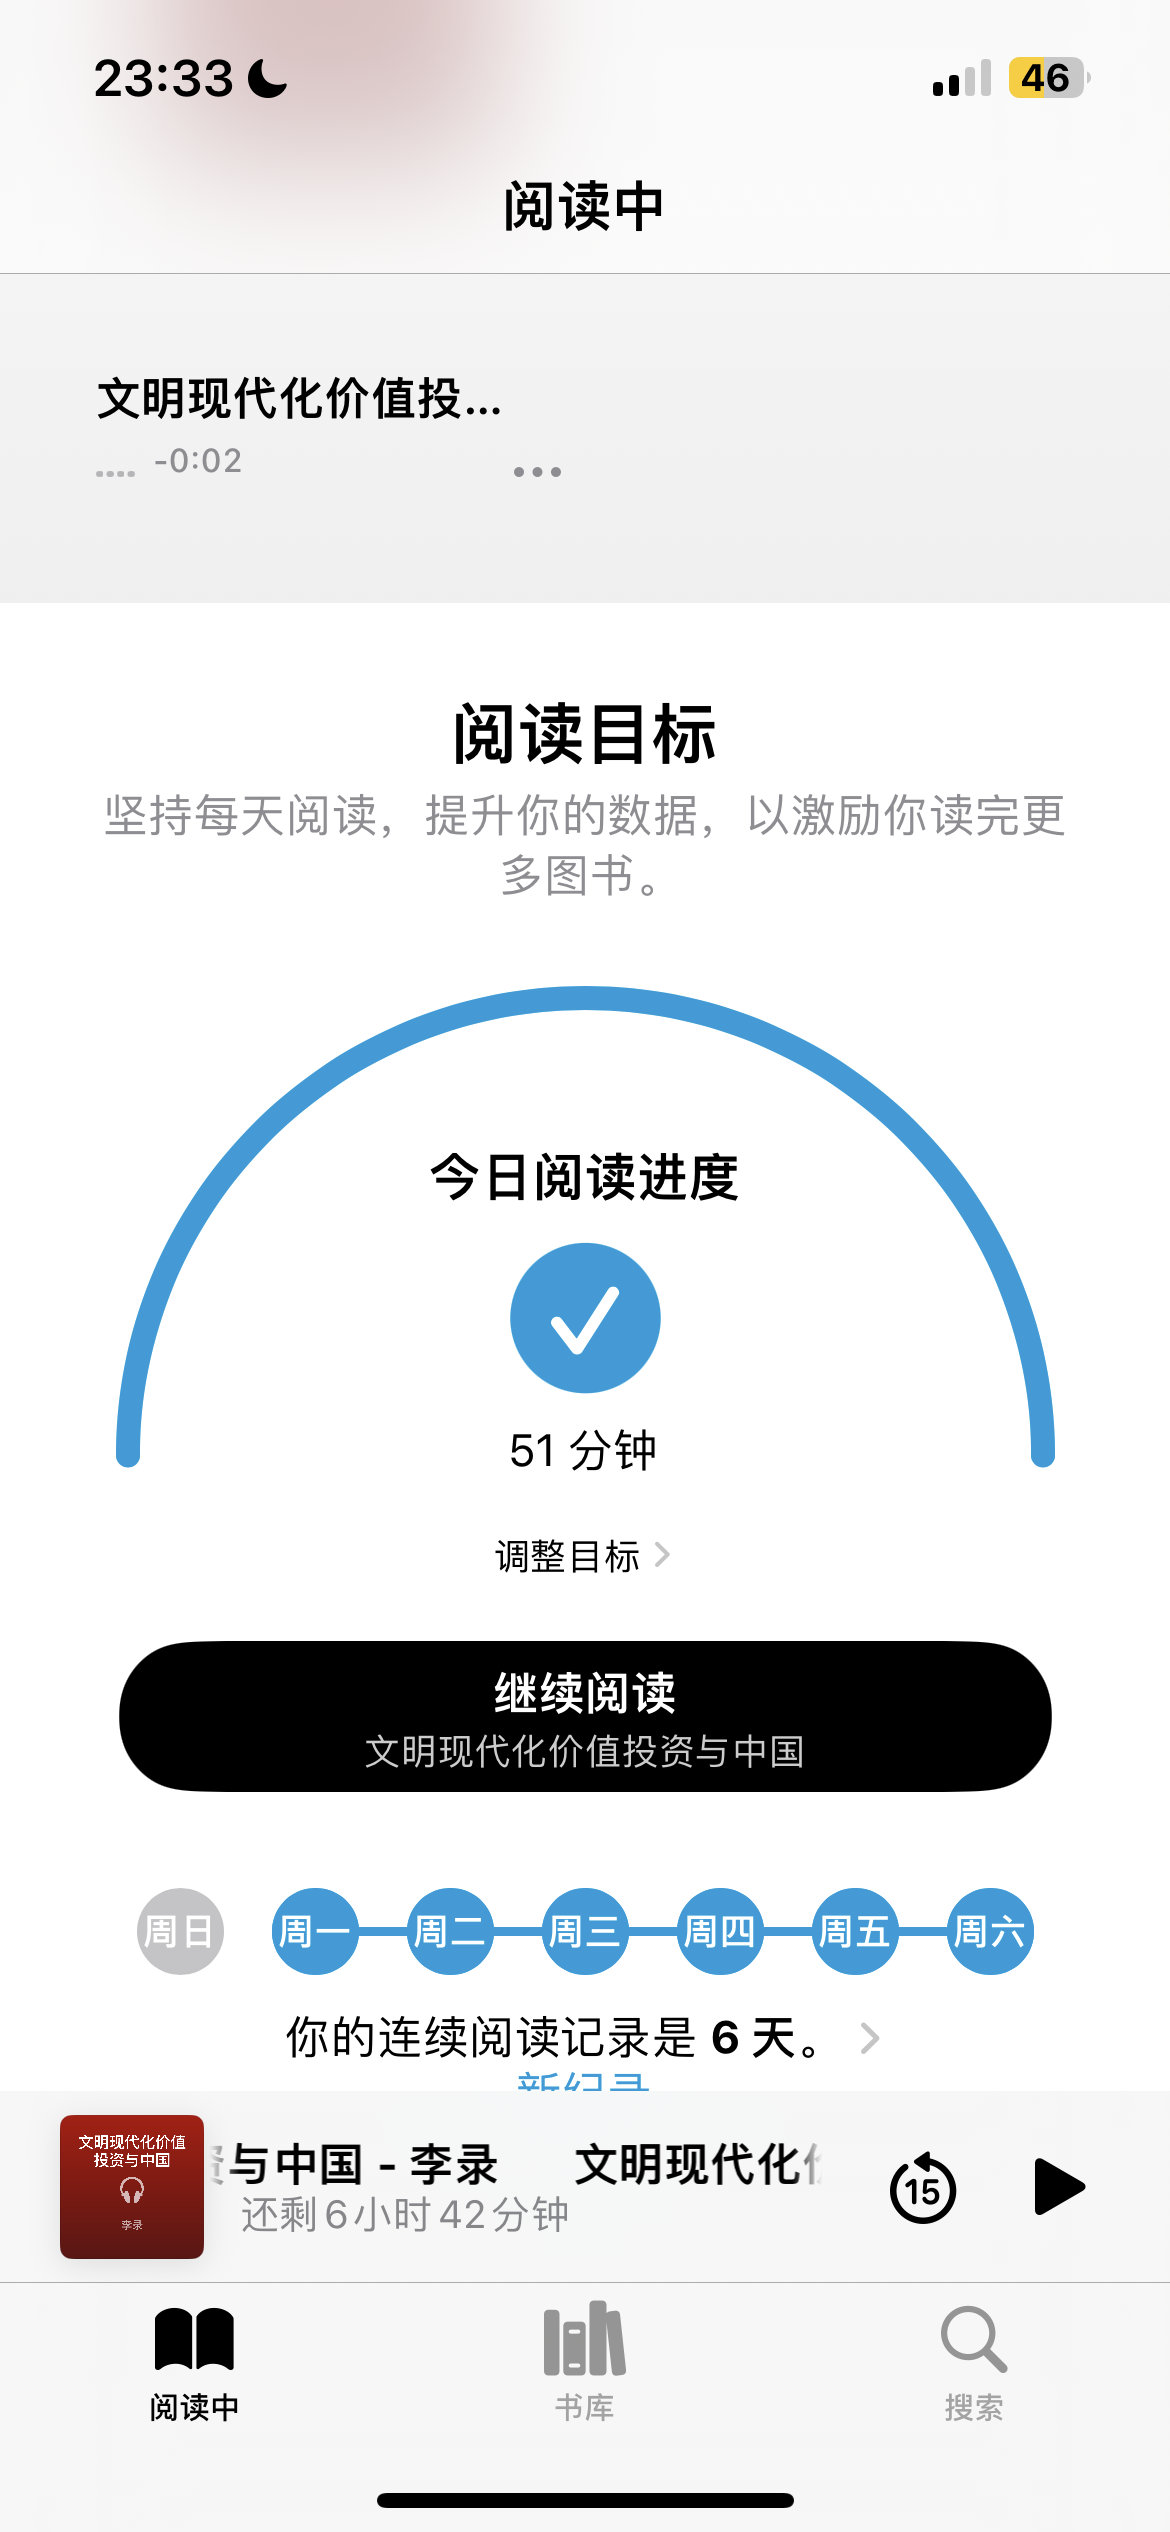 23:33
46
阅读中
文明现代化价值投...
-0:02
阅读目标
坚持每天阅读，提升你的数据，以激励你读完更
多图书。
今日阅读进度
51 分钟
调整目标
继续阅读
文明现代化价值投资与中国
周日 周一 周二 周三 周四 周五 周六
你的连续阅读记录是 6 天。
新纪录
文明现代化价值
投资与中国
李录
资与中国 - 李录 文明现代化价
还剩6小时42分钟
15
阅读中 书库 搜索